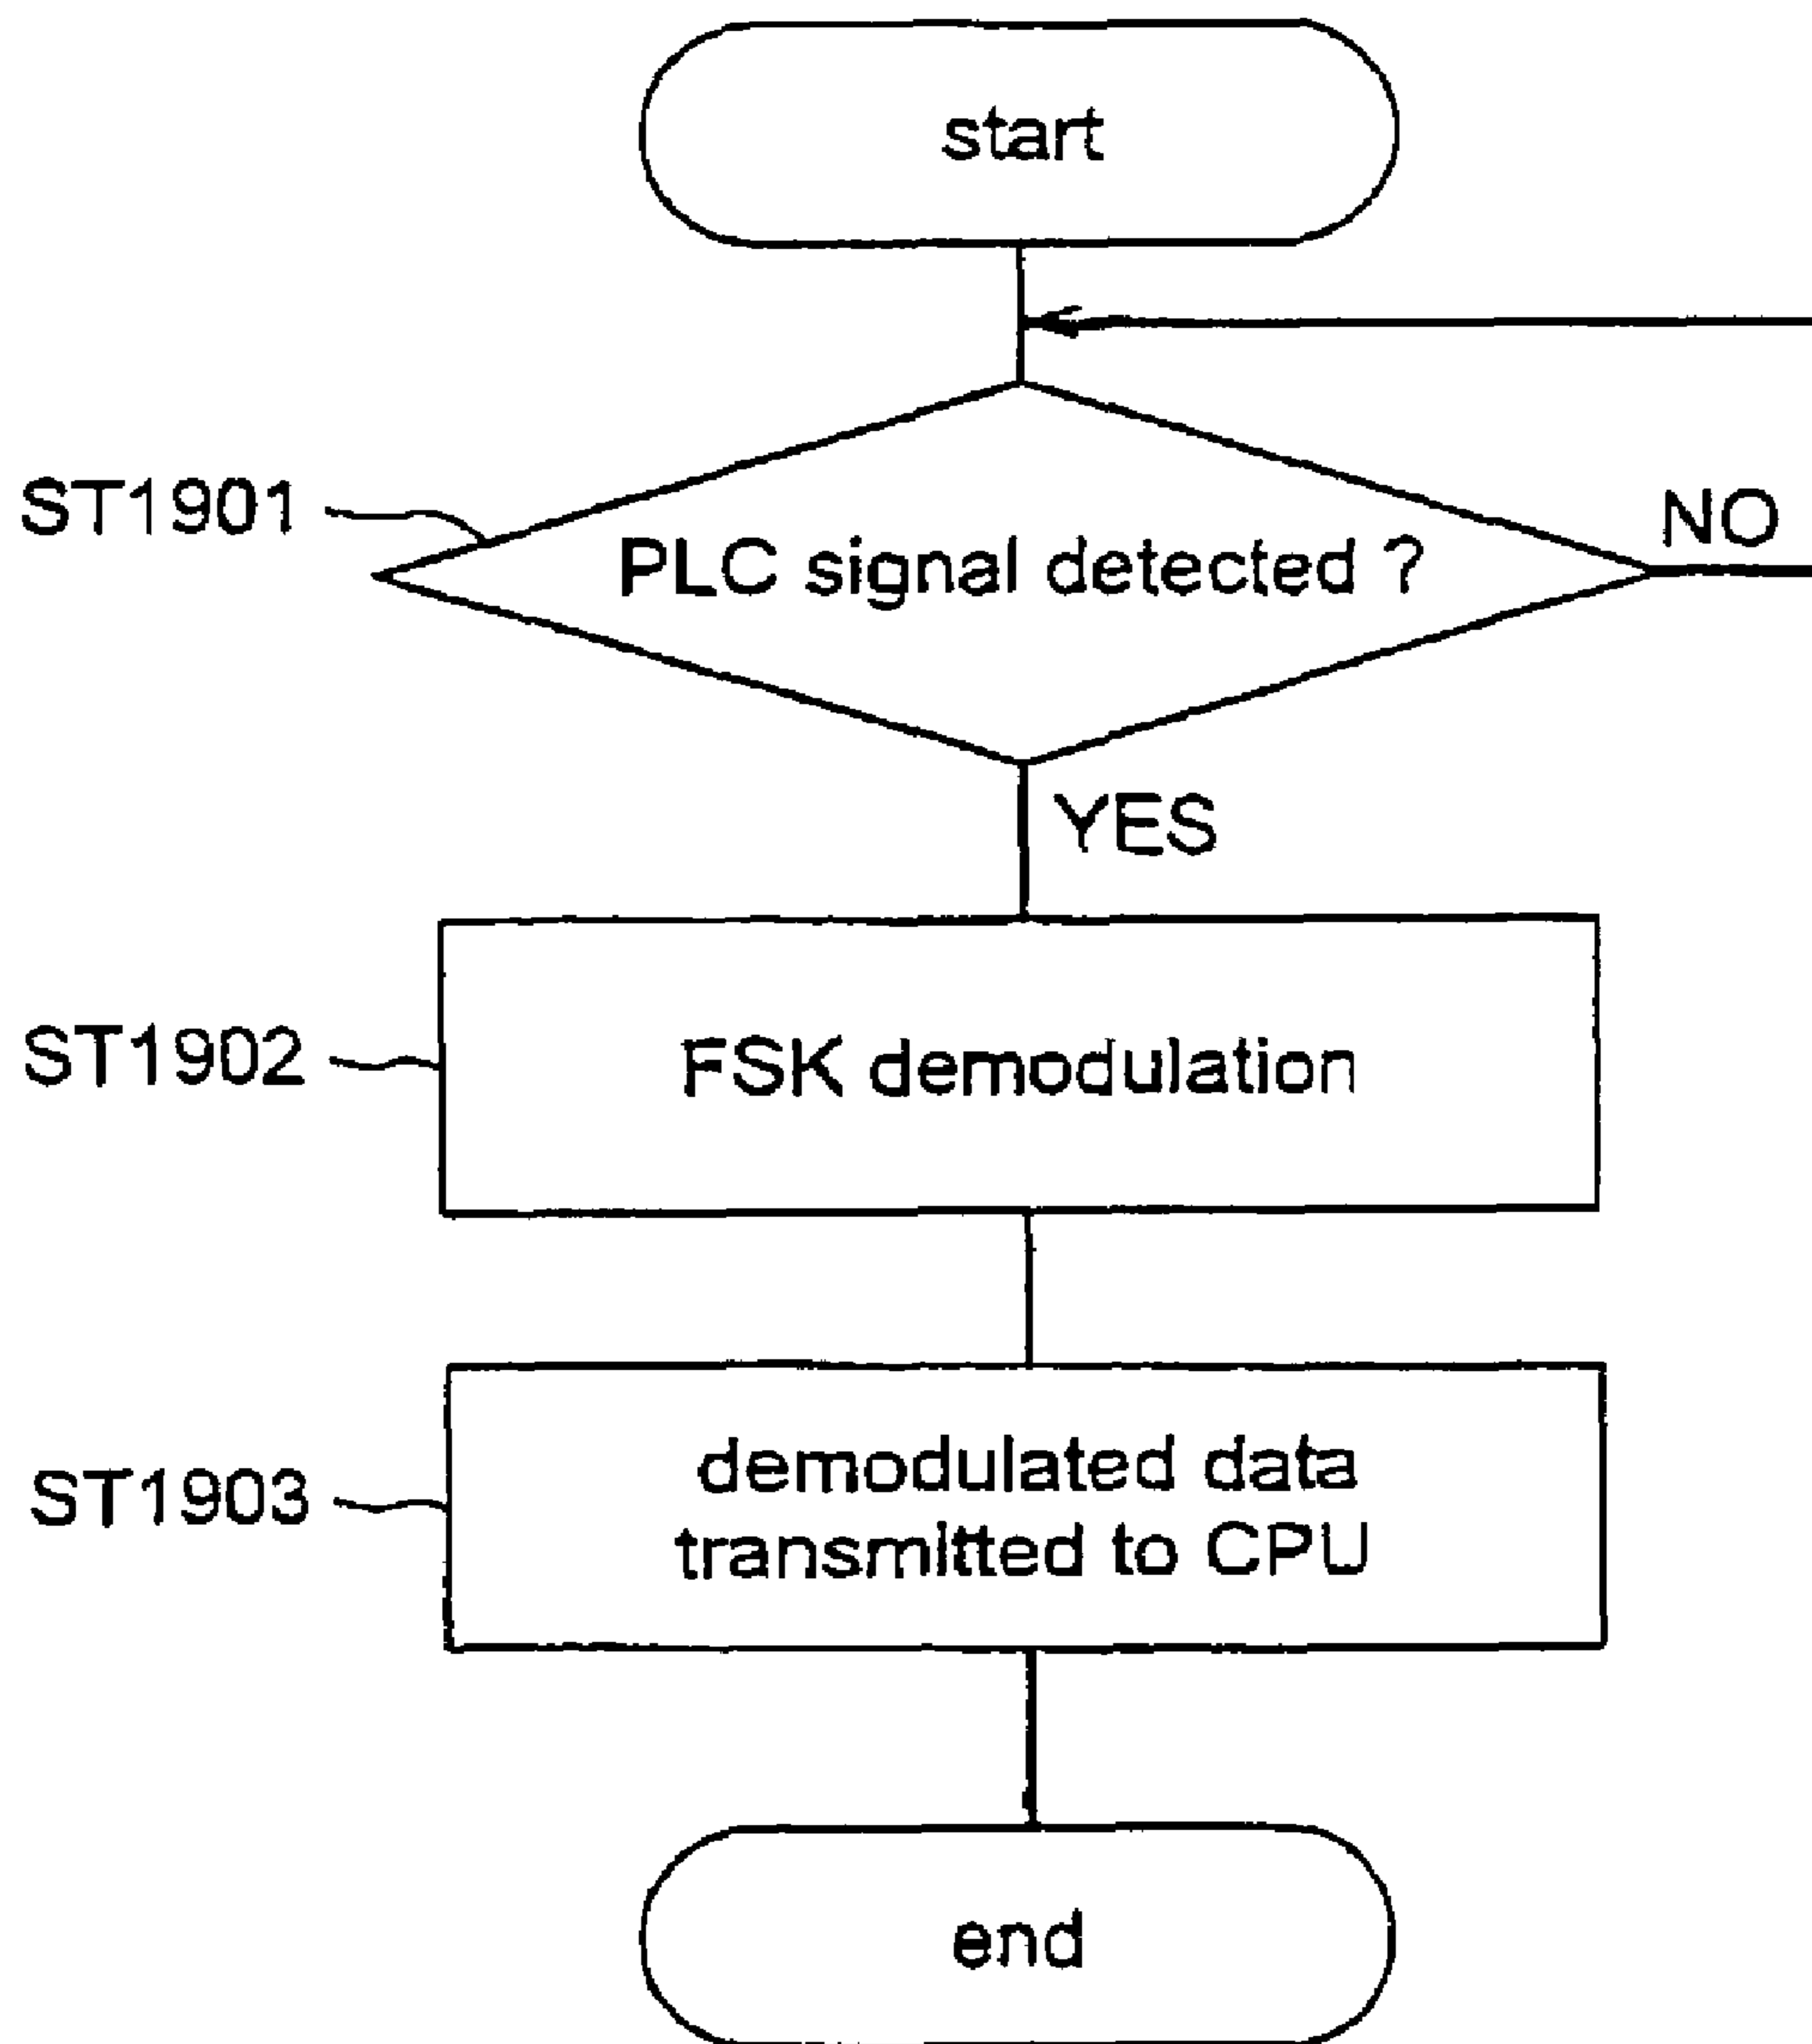 start
ST1901
PLC signal detected ?
NO
YES
ST1902
FSK demodulation
ST1903
demodulated data
transmitted to CPU
end